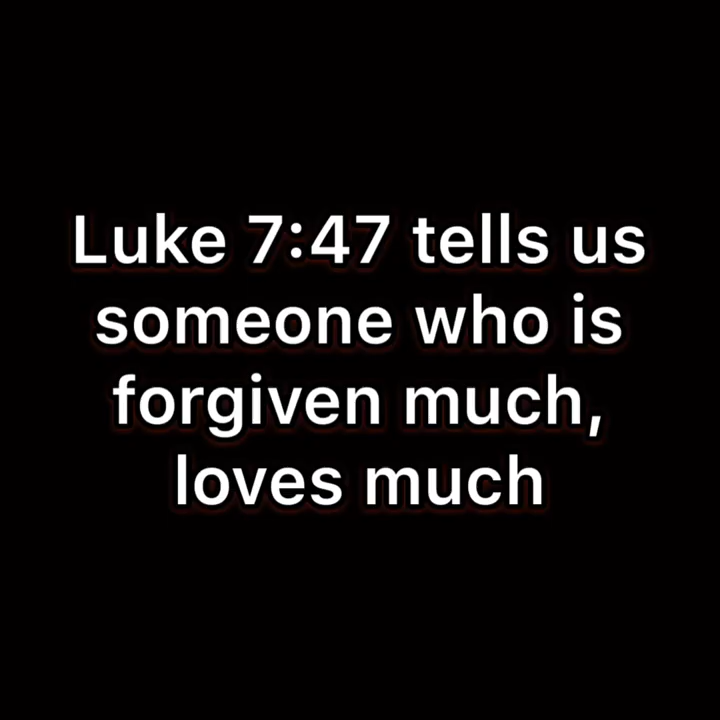 Luke 7:47 tells us
someone who is
forgiven much,
loves much